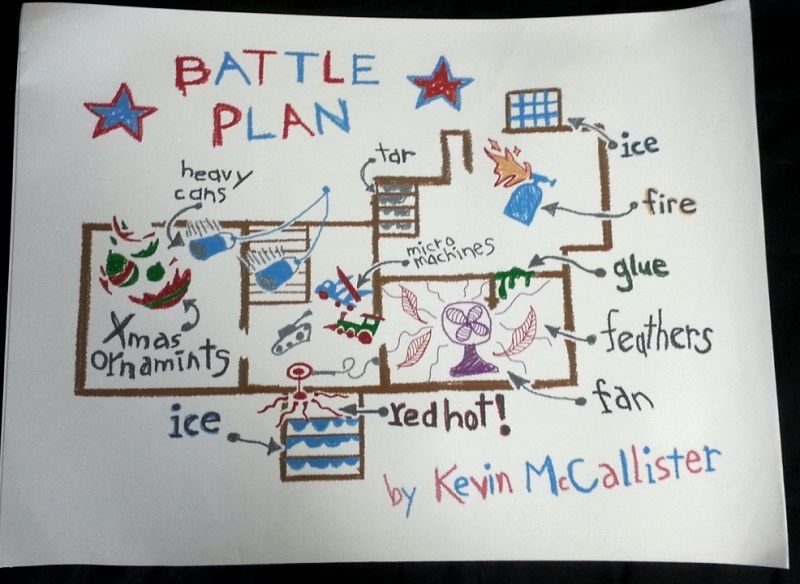 BATTLE
PLAN
heavy
cans
tar
ice
fire
micro
machines
glue
Xmas
ornamints
feathers
fan
ice
red hot!
by Kevin McCallister